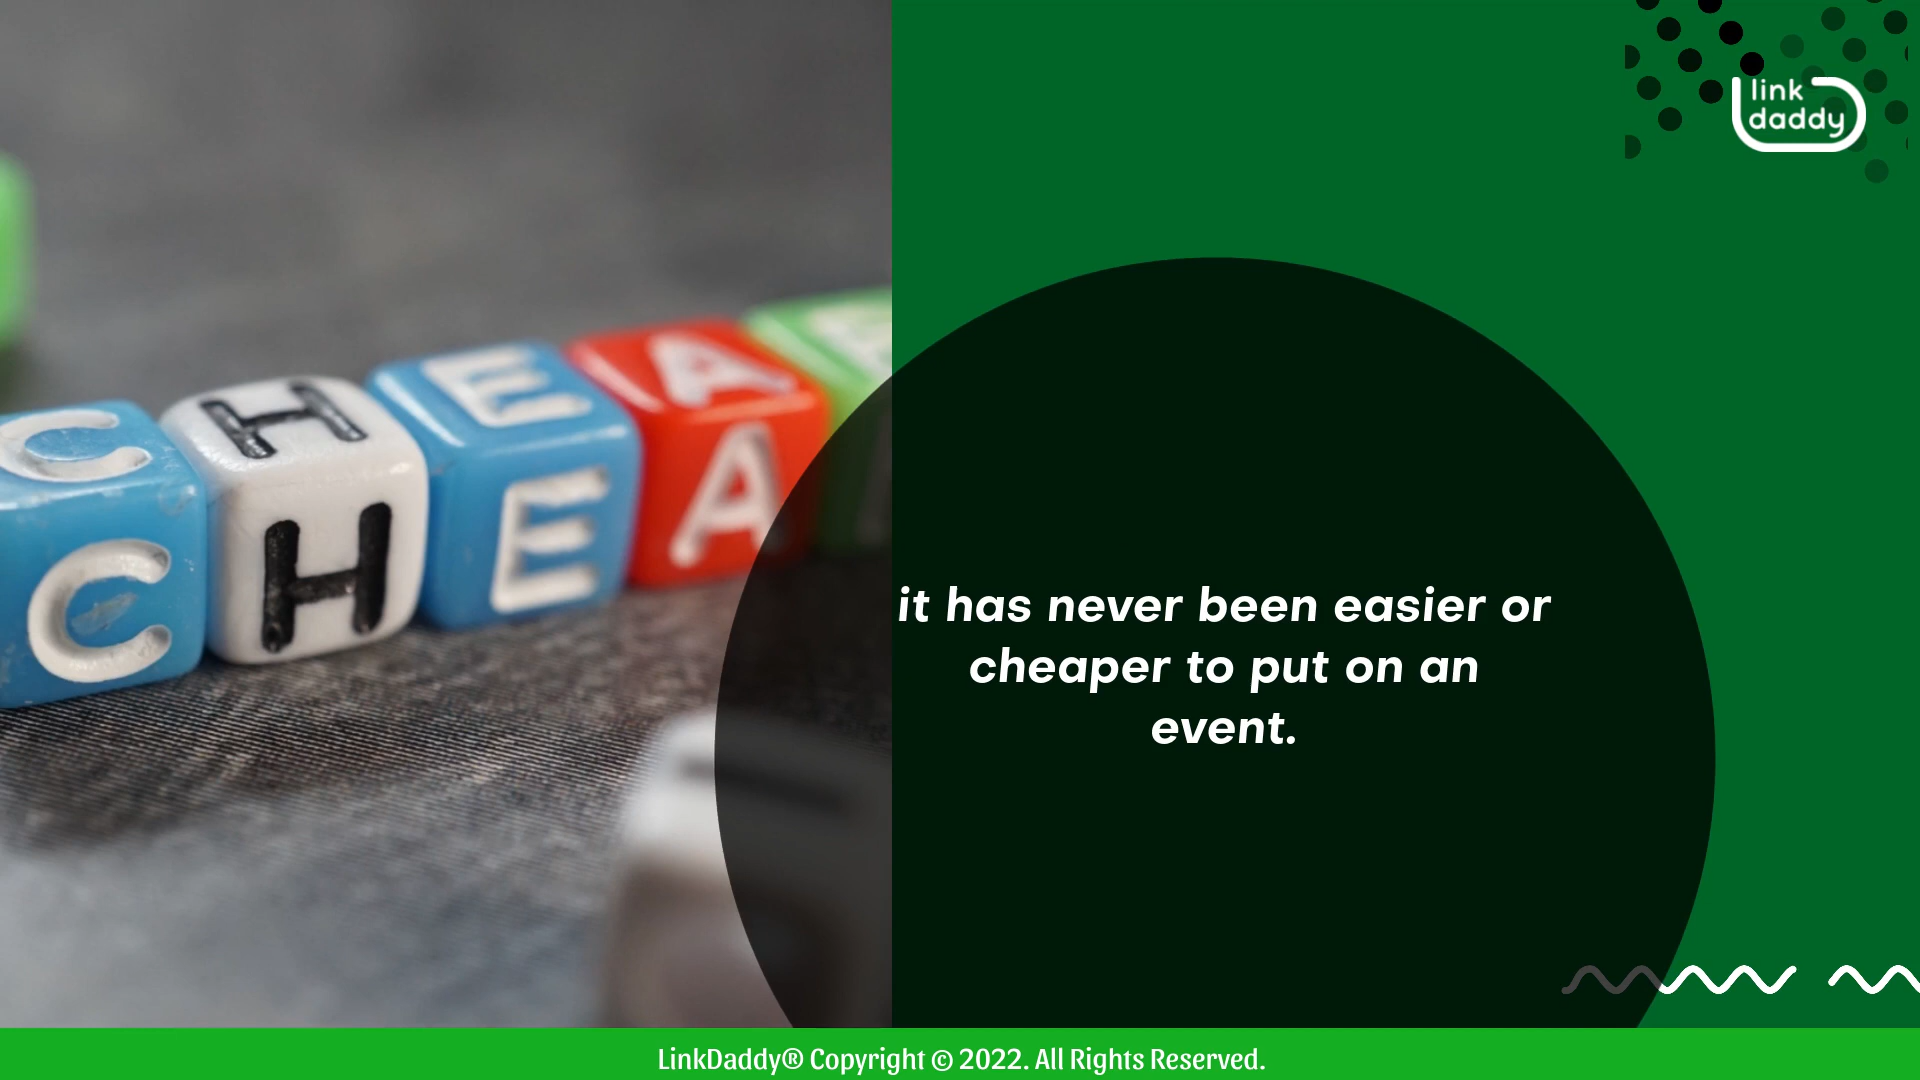 link
daddy
C H E A
C H E A
it has never been easier or
cheaper to put on an
event.
LinkDaddy® Copyright © 2022. All Rights Reserved.